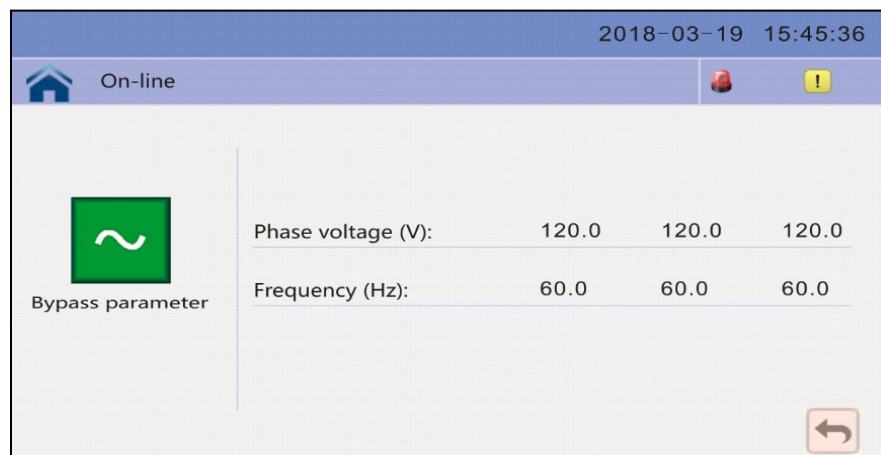 2018-03-19 15:45:36
On-line
!
Phase voltage (V): 120.0 120.0 120.0
Frequency (Hz): 60.0 60.0 60.0
Bypass parameter